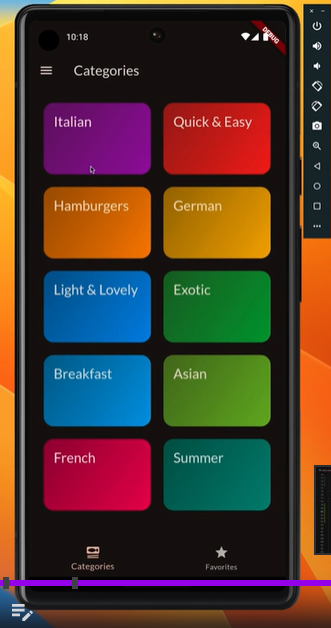 10:18
DEBUG
Categories
Italian
Quick & Easy
Hamburgers
German
Light & Lovely
Exotic
Breakfast
Asian
French
Summer
Categories
Favorites